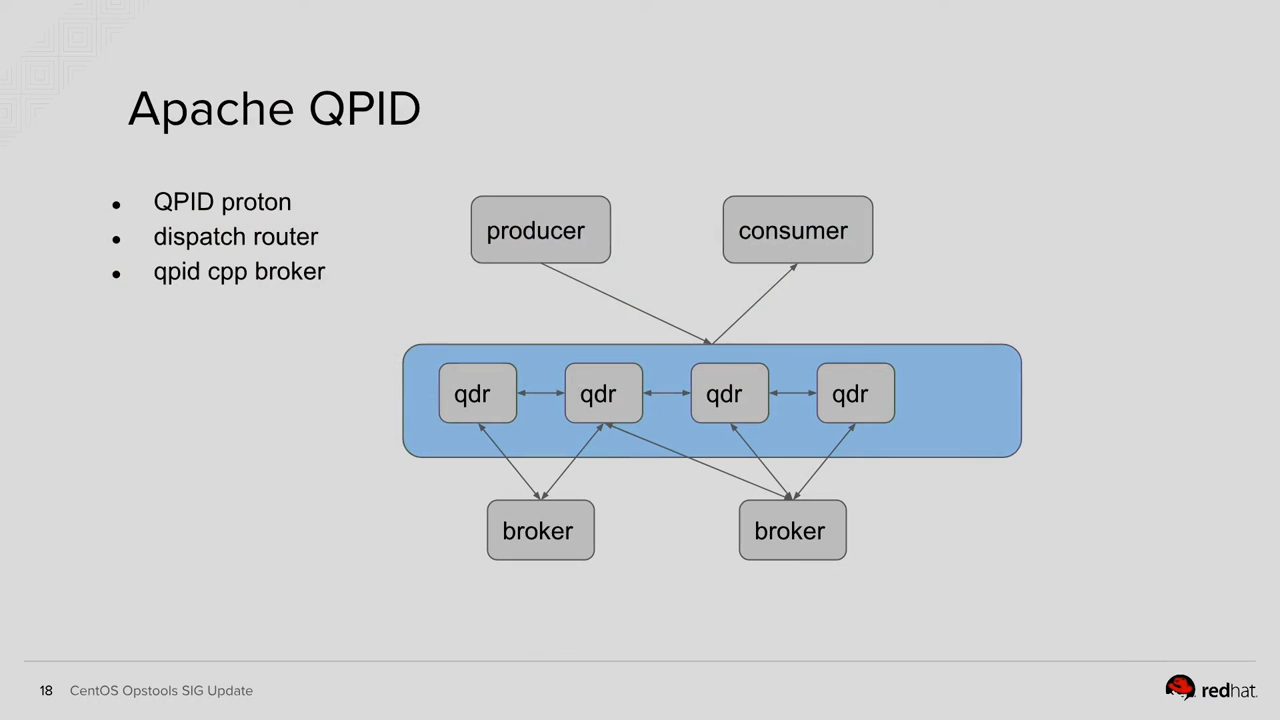 Apache QPID
QPID proton
dispatch router
qpid cpp broker
producer
consumer
qdr
qdr
qdr
qdr
broker
broker
18 CentOS Opstools SIG Update
redhat.